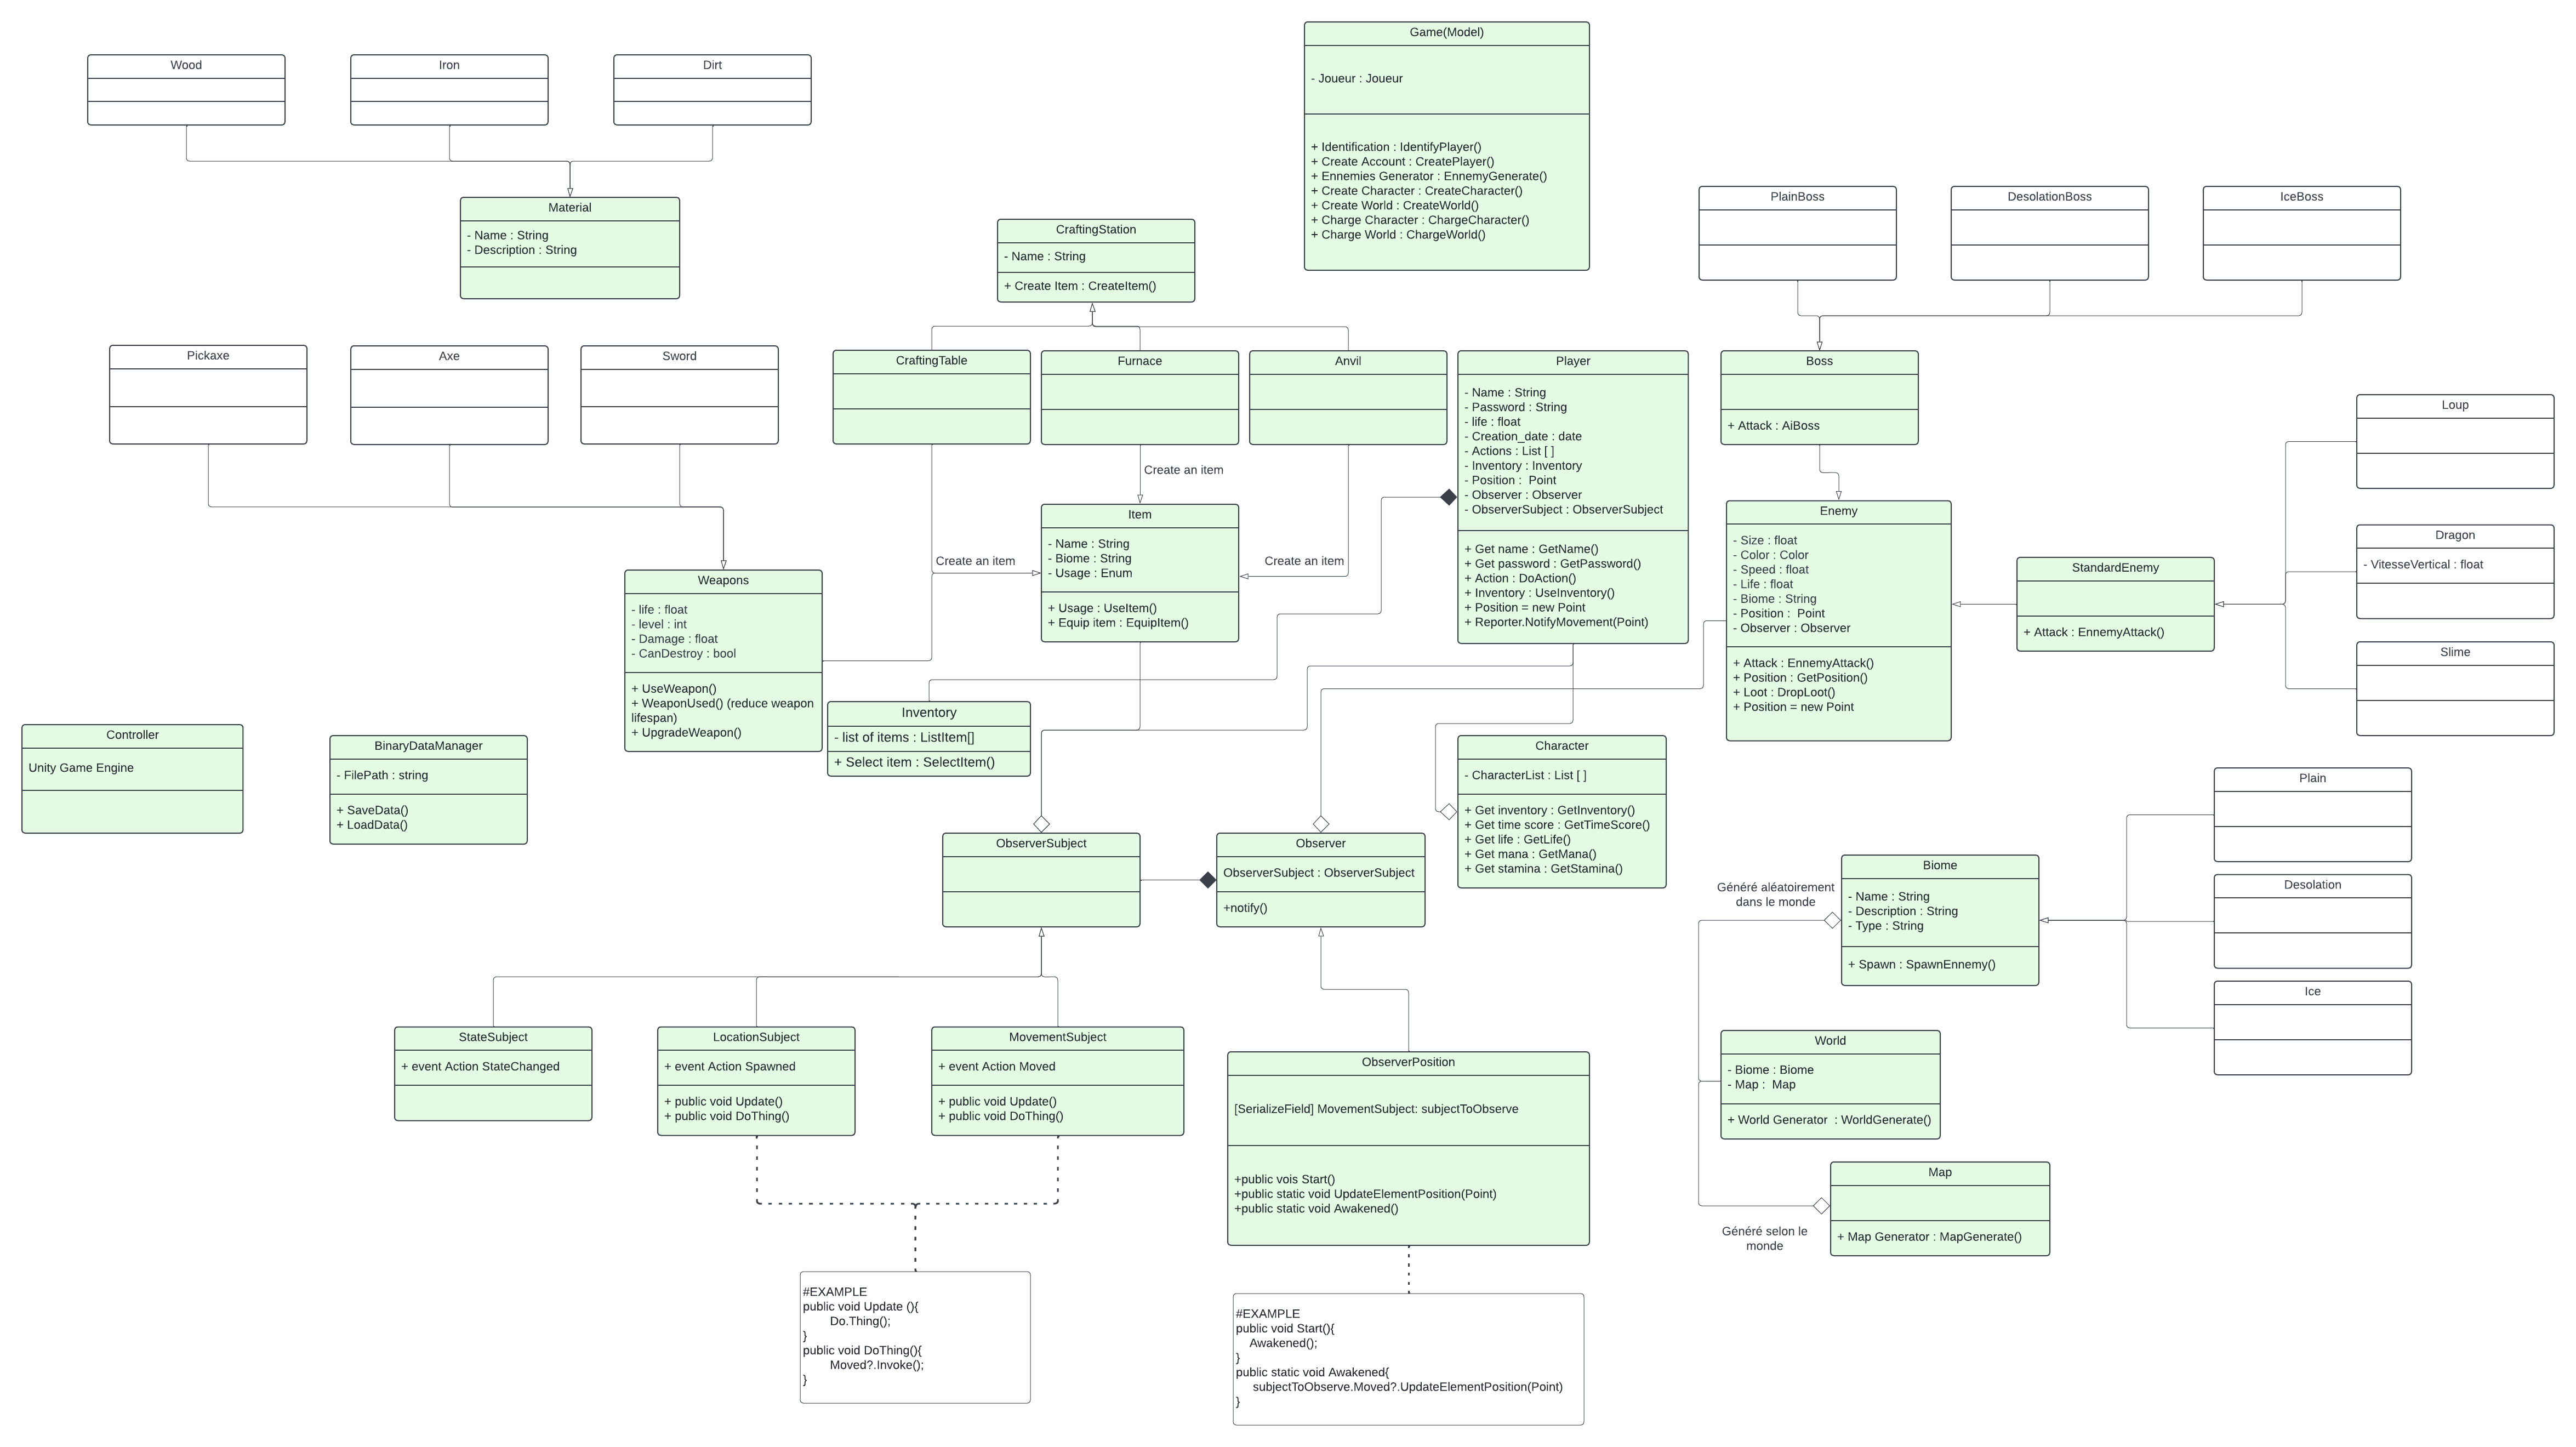 Game(Model)
- Joueur : Joueur
+ Identification : IdentifyPlayer()
+ Create Account : CreatePlayer()
+ Ennemies Generator : EnnemyGenerate()
+ Create Character : CreateCharacter()
+ Create World : CreateWorld()
+ Charge Character : ChargeCharacter()
+ Charge World : ChargeWorld()
Wood
Iron
Dirt
Material
- Name : String
- Description : String
CraftingStation
- Name : String
+ Create Item : CreateItem()
PlainBoss
DesolationBoss
IceBoss
Pickaxe
Axe
Sword
CraftingTable
Furnace
Anvil
Player
- Name : String
- Password : String
- life : float
- Creation_date : date
- Actions : List [ ]
- Inventory : Inventory
- Position :  Point
- Observer : Observer
- ObserverSubject : ObserverSubject
+ Get name : GetName()
+ Get password : GetPassword()
+ Action : DoAction()
+ Inventory : UseInventory()
+ Position = new Point
+ Reporter.NotifyMovement(Point)
Boss
+ Attack : AiBoss
Loup
Create an item
Item
- Name : String
- Biome : String
- Usage : Enum
+ Usage : UseItem()
+ Equip item : EquipItem()
Create an item
Create an item
Enemy
- Size : float
- Color : Color
- Speed : float
- Life : float
- Biome : String
- Position :  Point
- Observer : Observer
+ Attack : EnnemyAttack()
+ Position : GetPosition()
+ Loot : DropLoot()
+ Position = new Point
StandardEnemy
+ Attack : EnnemyAttack()
Dragon
- VitesseVertical : float
Slime
Weapons
- life : float
- level : int
- Damage : float
- CanDestroy : bool
+ UseWeapon()
+ WeaponUsed() (reduce weapon
lifespan)
+ UpgradeWeapon()
Inventory
- list of items : ListItem[]
+ Select item : SelectItem()
Controller
Unity Game Engine
BinaryDataManager
- FilePath : string
+ SaveData()
+ LoadData()
Character
- CharacterList : List [ ]
+ Get inventory : GetInventory()
+ Get time score : GetTimeScore()
+ Get life : GetLife()
+ Get mana : GetMana()
+ Get stamina : GetStamina()
ObserverSubject
Observer
ObserverSubject : ObserverSubject
+notify()
Plain
Généré aléatoirement
dans le monde
Biome
- Name : String
- Description : String
- Type : String
+ Spawn : SpawnEnnemy()
Desolation
Ice
StateSubject
+ event Action StateChanged
LocationSubject
+ event Action Spawned
+ public void Update()
+ public void DoThing()
MovementSubject
+ event Action Moved
+ public void Update()
+ public void DoThing()
ObserverPosition
[SerializeField] MovementSubject: subjectToObserve
+public vois Start()
+public static void UpdateElementPosition(Point)
+public static void Awakened()
World
- Biome : Biome
- Map :  Map
+ World Generator  : WorldGenerate()
Map
+ Map Generator : MapGenerate()
Généré selon le
monde
#EXAMPLE
public void Update (){
Do.Thing();
}
public void DoThing(){
Moved?.Invoke();
}
#EXAMPLE
public void Start(){
Awakened();
}
public static void Awakened{
subjectToObserve.Moved?.UpdateElementPosition(Point)
}